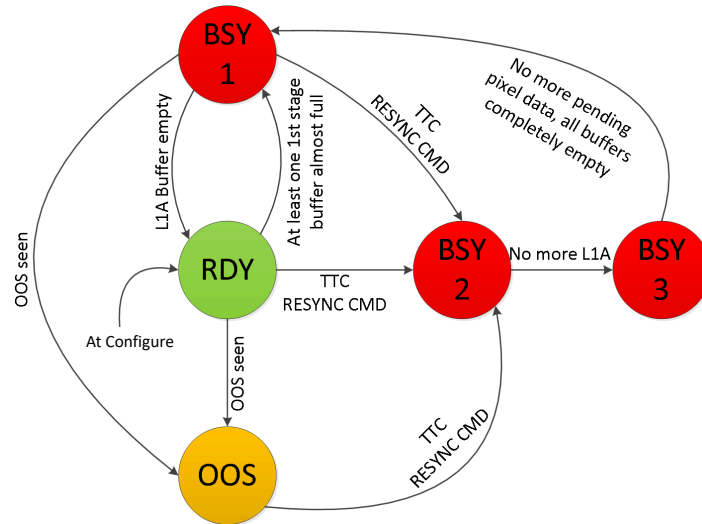 BSY
1
No more pending
pixel data, all buffers
completely empty
TTC
RESYNC CMD
L1A Buffer empty
At least one 1st stage
buffer almost full
OOS seen
RDY
BSY
2
No more L1A
BSY
3
TTC
RESYNC CMD
At Configure
OOS seen
TTC
RESYNC CMD
OOS